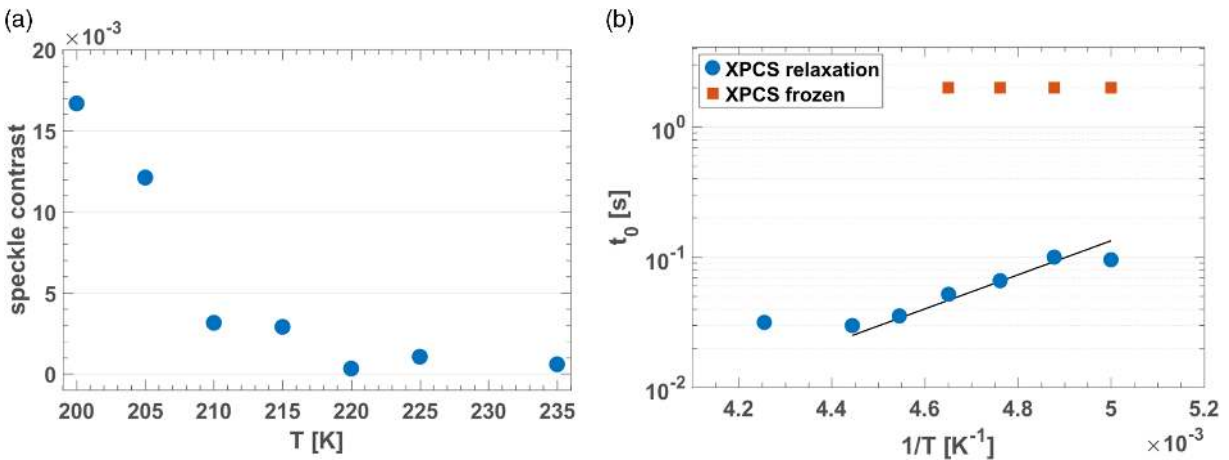 (a)
×10⁻³
20
15
10
5
0
speckle contrast
200 205 210 215 220 225 230 235
T [K]
(b)
XPCS relaxation
XPCS frozen
10⁰
10⁻¹
10⁻²
t₀ [s]
4.2 4.4 4.6 4.8 5 5.2
1/T [K⁻¹]
×10⁻³